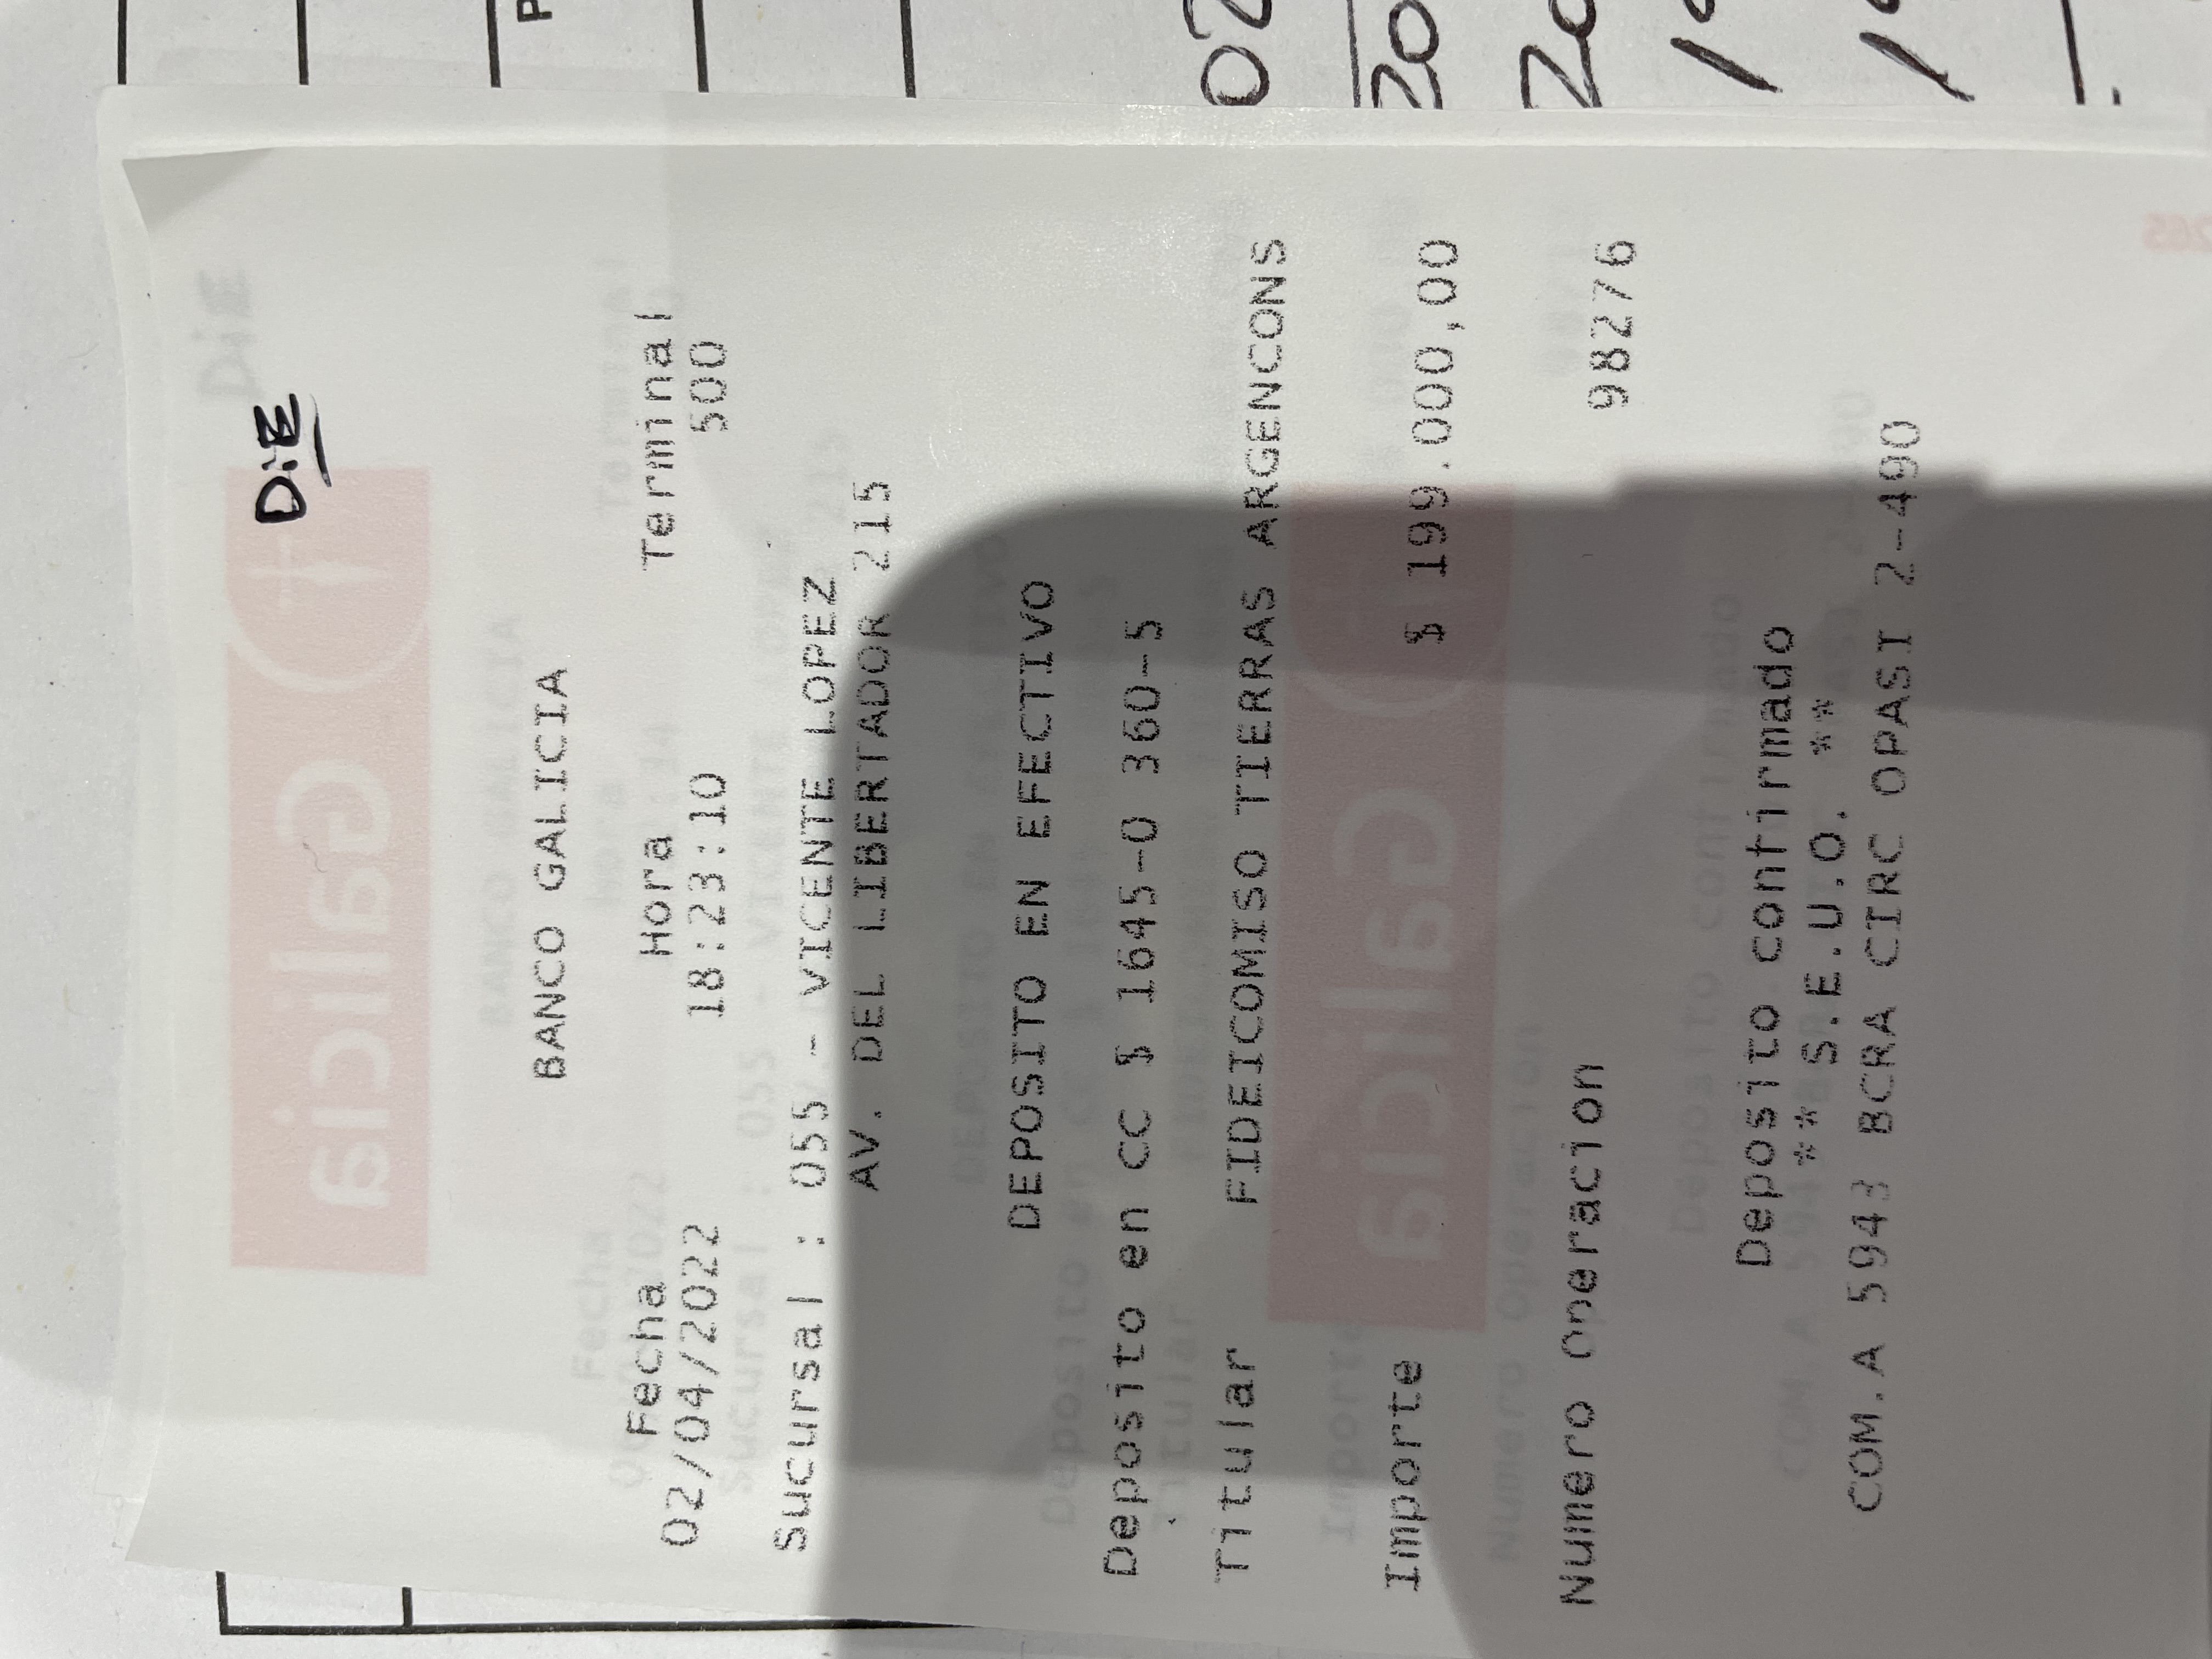 DiE
BANCO GALICIA
Fecha Hora Terminal
02/04/2022 18:23:10 500
Sucursal : 055 - VICENTE LOPEZ
AV. DEL LIBERTADOR 215
DEPOSITO EN EFECTIVO
Deposito en CC $ 1645-0 360-5
Titular FIDEICOMISO TIERRAS ARGENCONS
Importe $ 199.000,00
Numero Operacion 98276
Deposito confirmado
** S.E.U.O. **
COM.A 5943 BCRA CIRC OPASI 2-490
Galicia
Galicia